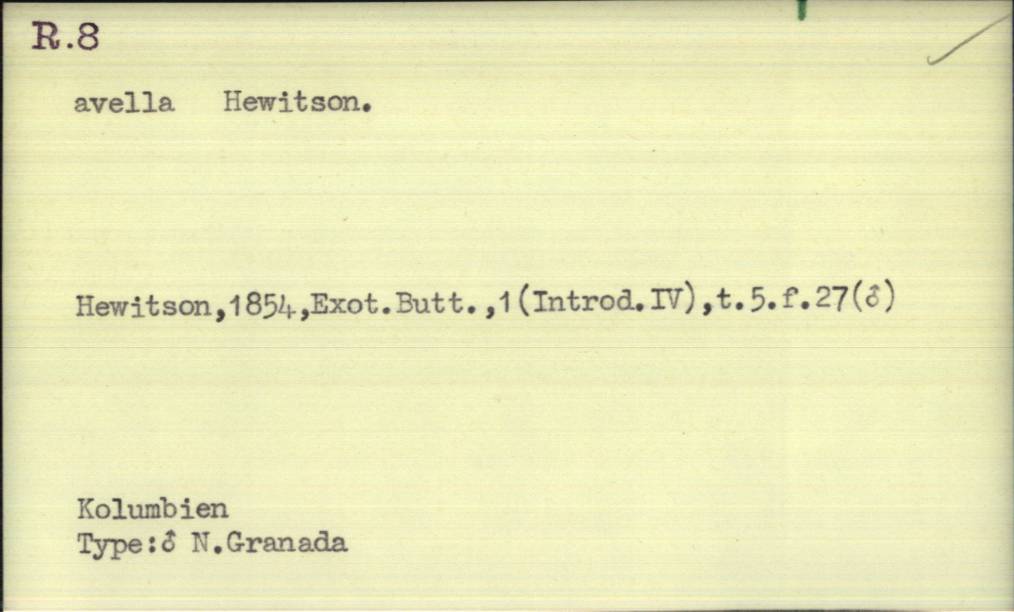 R.8
avella Hewitson.
Hewitson,1854,Exot.Butt.,1(Introd.IV),t.5.f.27(♂)
Kolumbien
Type:♂ N.Granada